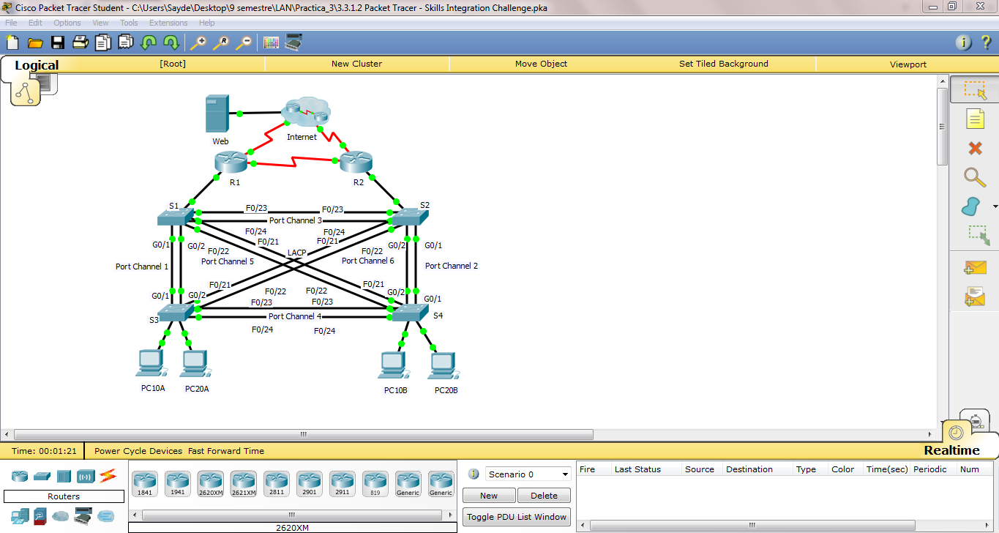 Cisco Packet Tracer Student - C:\Users\Sayde\Desktop\9 semestre\LAN\Practica_3\3.3.1.2 Packet Tracer - Skills Integration Challenge.pka
File Edit Options View Tools Extensions Help
Logical [Root] New Cluster Move Object Set Tiled Background Viewport
Web
Internet
R1 R2
S1 S2
F0/23 F0/23
Port Channel 3
F0/24 F0/24
F0/21 F0/21
G0/1 G0/2 G0/2 G0/1
F0/22 LACP F0/22
Port Channel 5 Port Channel 6
Port Channel 1 Port Channel 2
F0/21 F0/21
F0/22 F0/22
G0/1 G0/2 G0/2 G0/1
F0/23 F0/23
S3 Port Channel 4 S4
F0/24 F0/24
PC10A PC20A PC10B PC20B
Realtime
Time: 00:01:21 Power Cycle Devices Fast Forward Time
Routers
1841 1941 2620XM 2621XM 2811 2901 2911 819 Generic Generic
2620XM
Scenario 0
New Delete
Toggle PDU List Window
Fire Last Status Source Destination Type Color Time(sec) Periodic Num